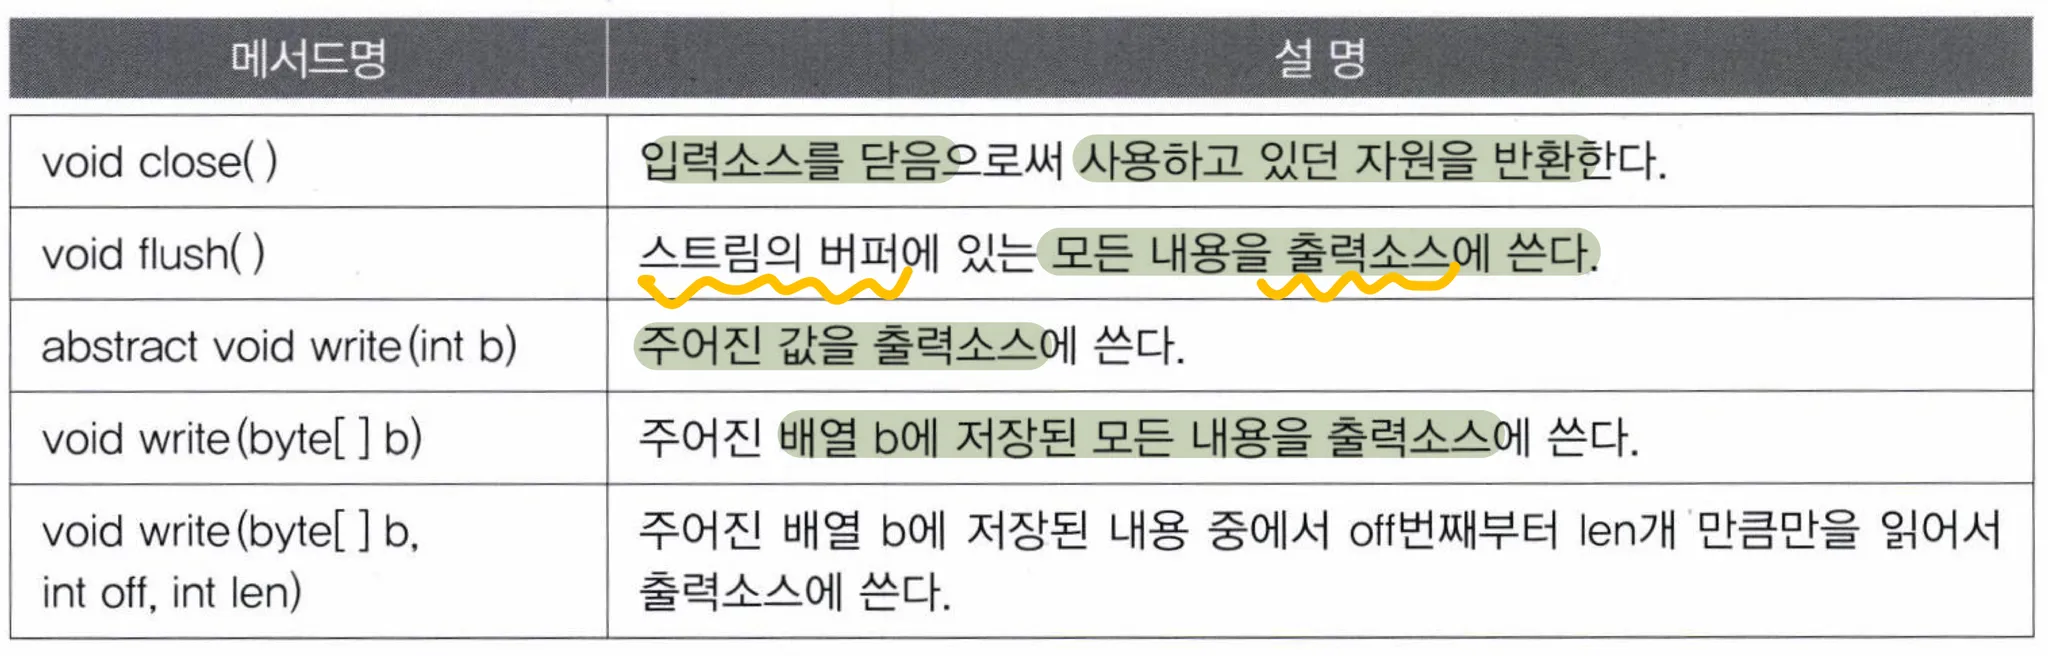 메서드명 설 명
void close( ) 입력소스를 닫음으로써 사용하고 있던 자원을 반환한다.
void flush( ) 스트림의 버퍼에 있는 모든 내용을 출력소스에 쓴다.
abstract void write(int b) 주어진 값을 출력소스에 쓴다.
void write(byte[ ] b) 주어진 배열 b에 저장된 모든 내용을 출력소스에 쓴다.
void write(byte[ ] b, 주어진 배열 b에 저장된 내용 중에서 off번째부터 len개 만큼만을 읽어서
int off, int len) 출력소스에 쓴다.